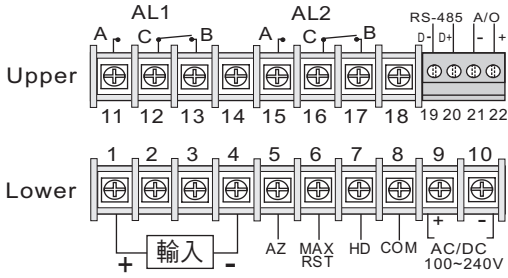 AL1 AL2 RS-485 A/O
A C B A C B D- D+ - +
Upper
11 12 13 14 15 16 17 18 19 20 21 22
1 2 3 4 5 6 7 8 9 10
Lower
+ 輸入 - AZ MAX RST HD COM + - AC/DC 100~240V